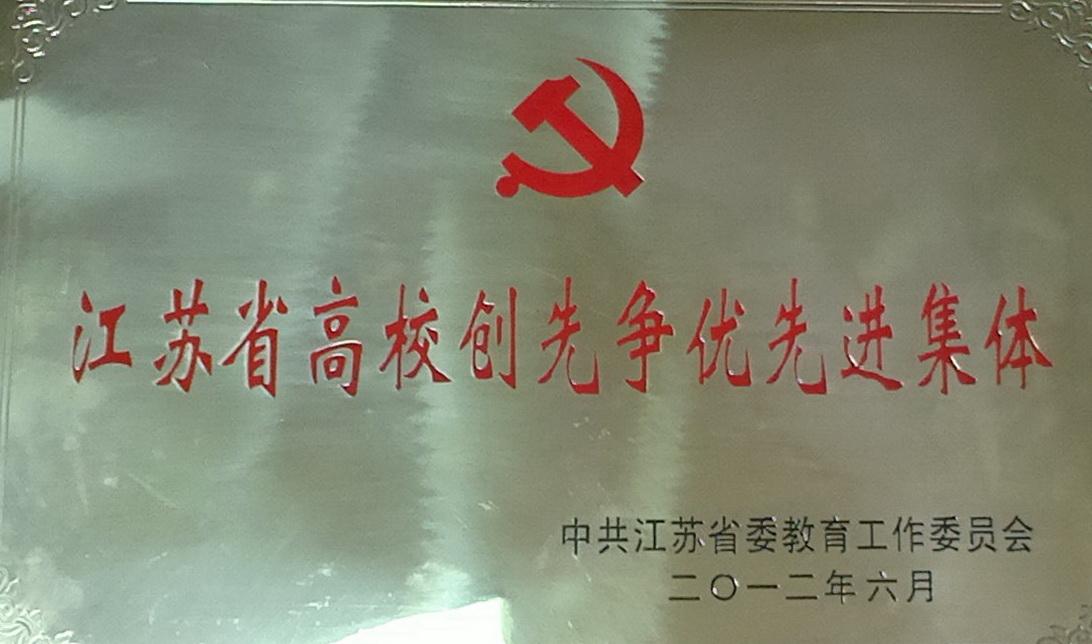 江苏省高校创先争优先进集体
中共江苏省委教育工作委员会
二〇一二年六月